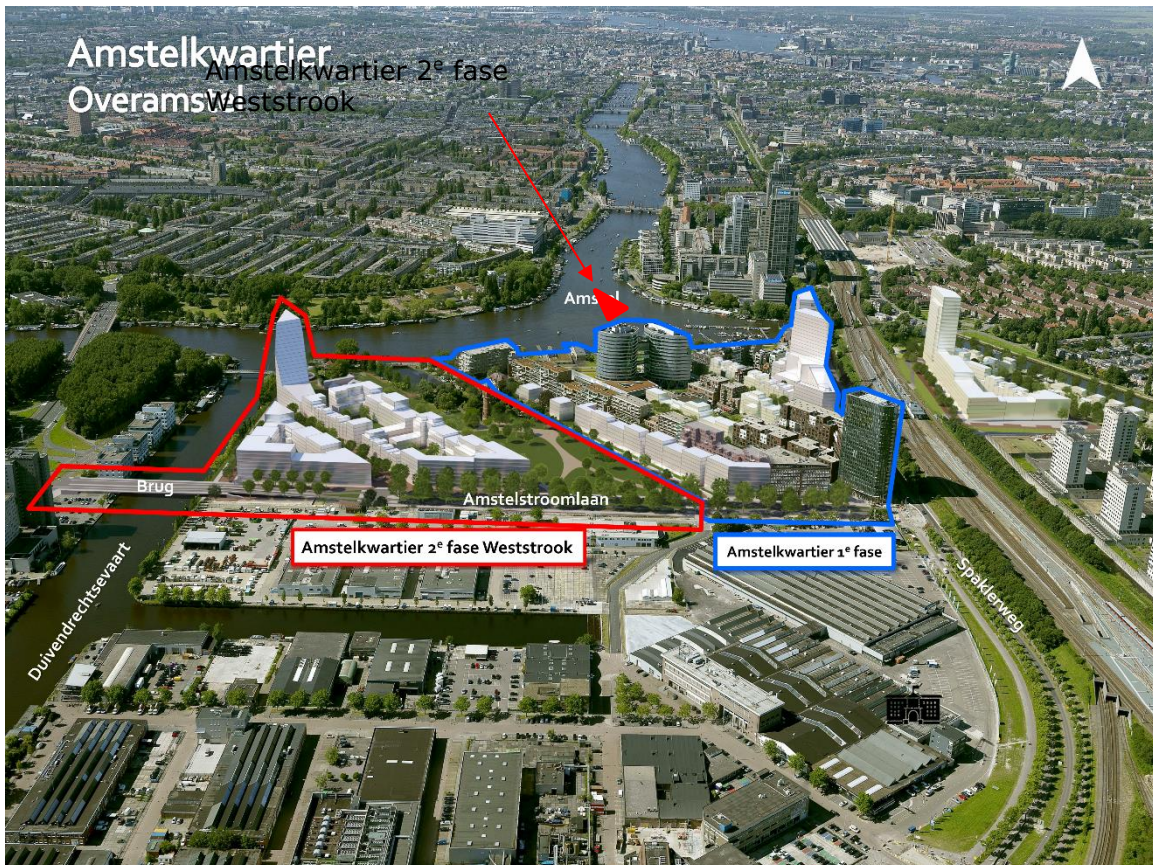 Amstelkwartier
Overamstel
Amstelkwartier 2e fase
Weststrook
Amstel
Brug
Amstelstroomlaan
Amstelkwartier 2e fase Weststrook
Amstelkwartier 1e fase
Duivendrechtsevaart
Spaklerweg